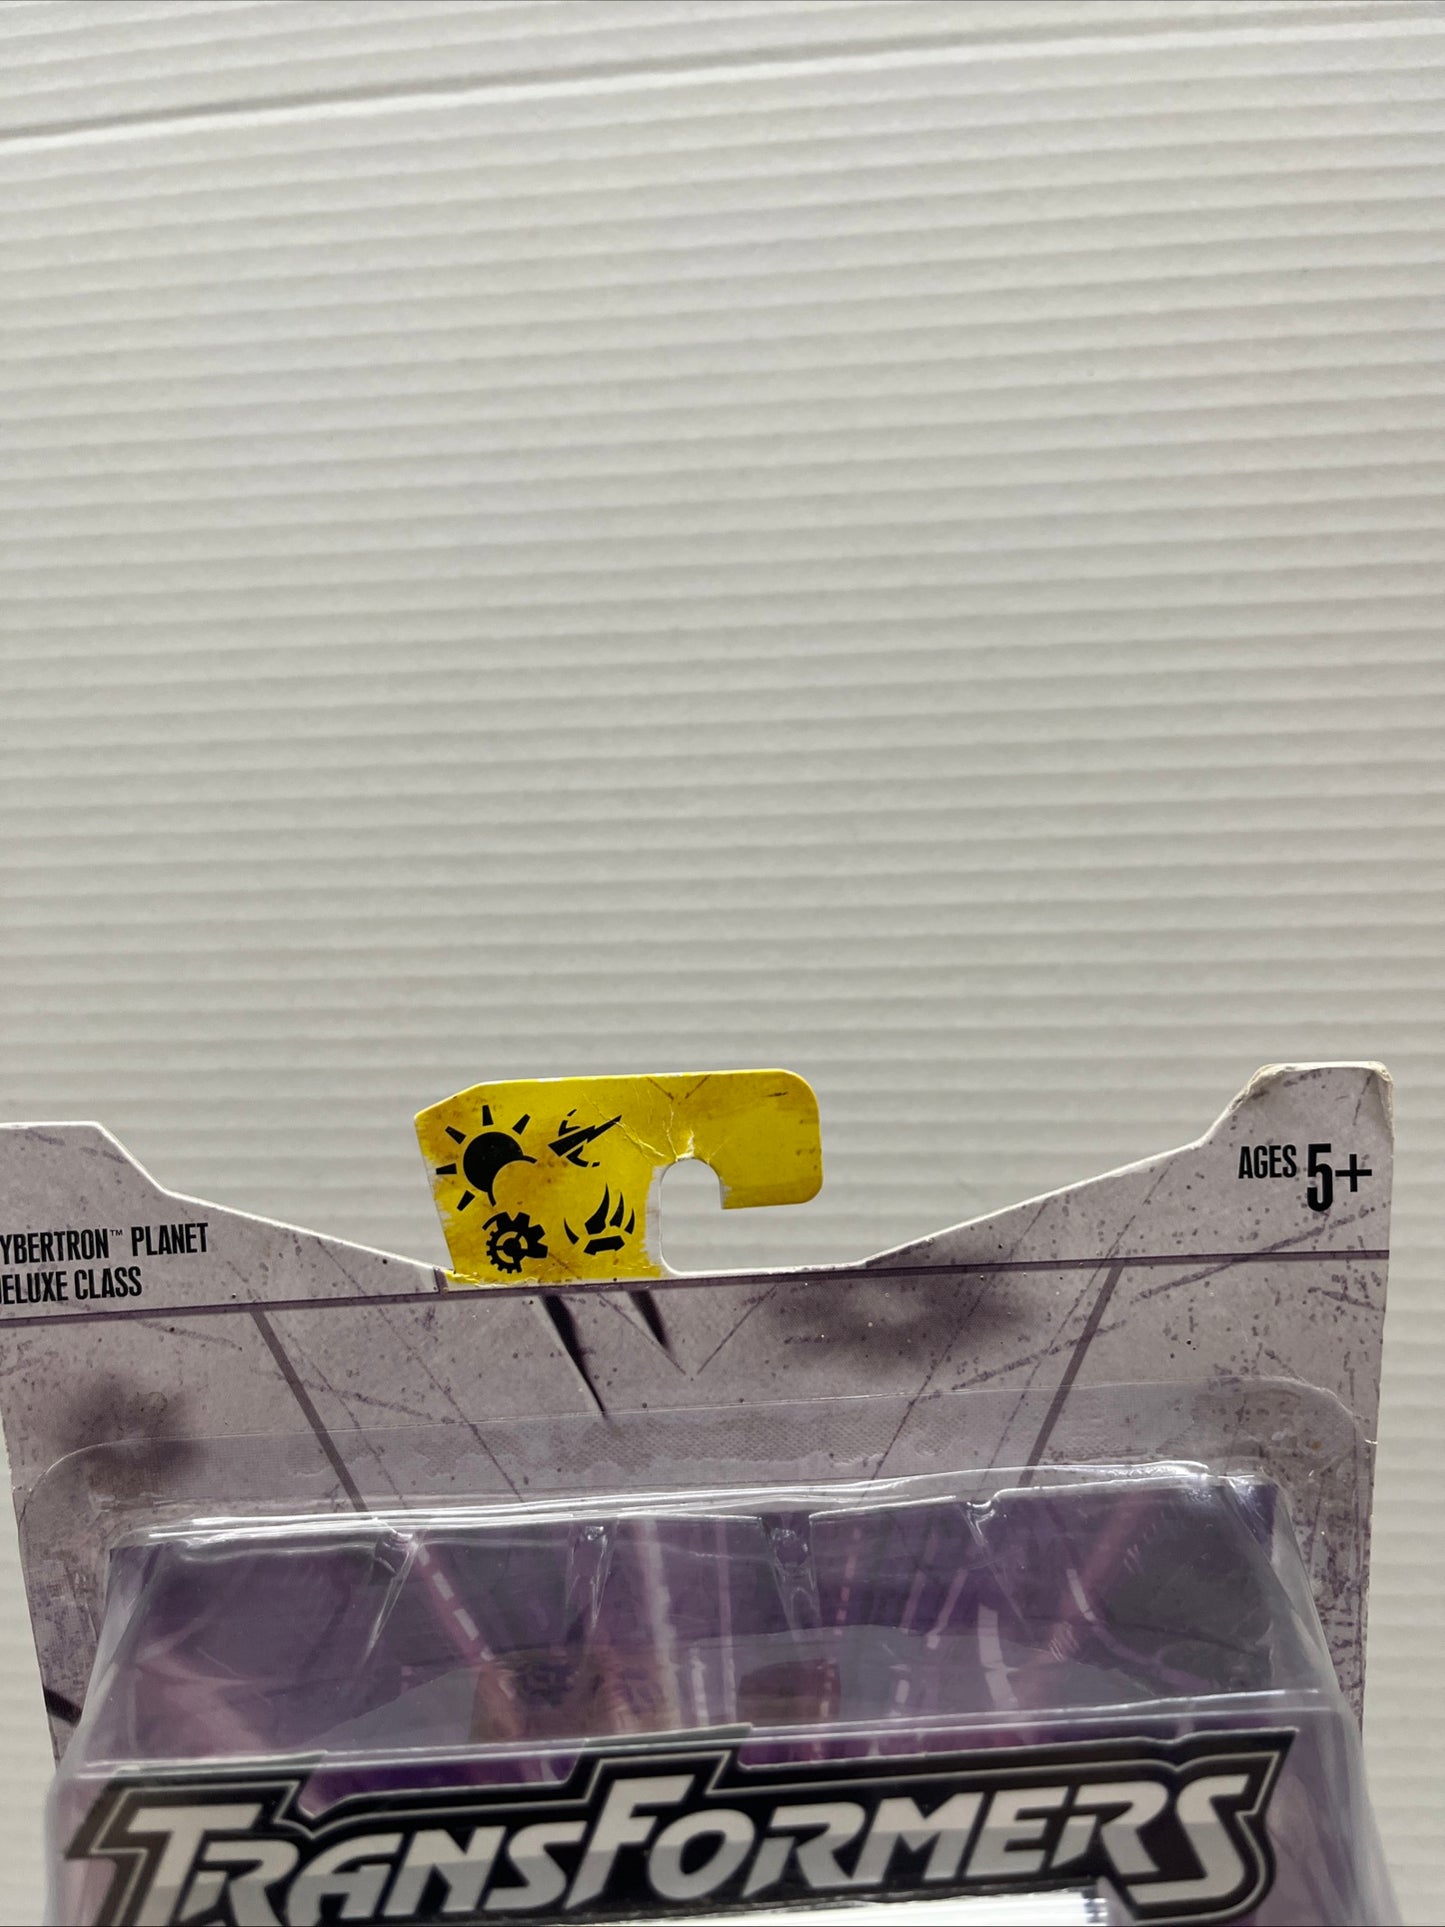 YBERTRON™ PLANET
ELUXE CLASS
AGES 5+
TRANSFORMERS